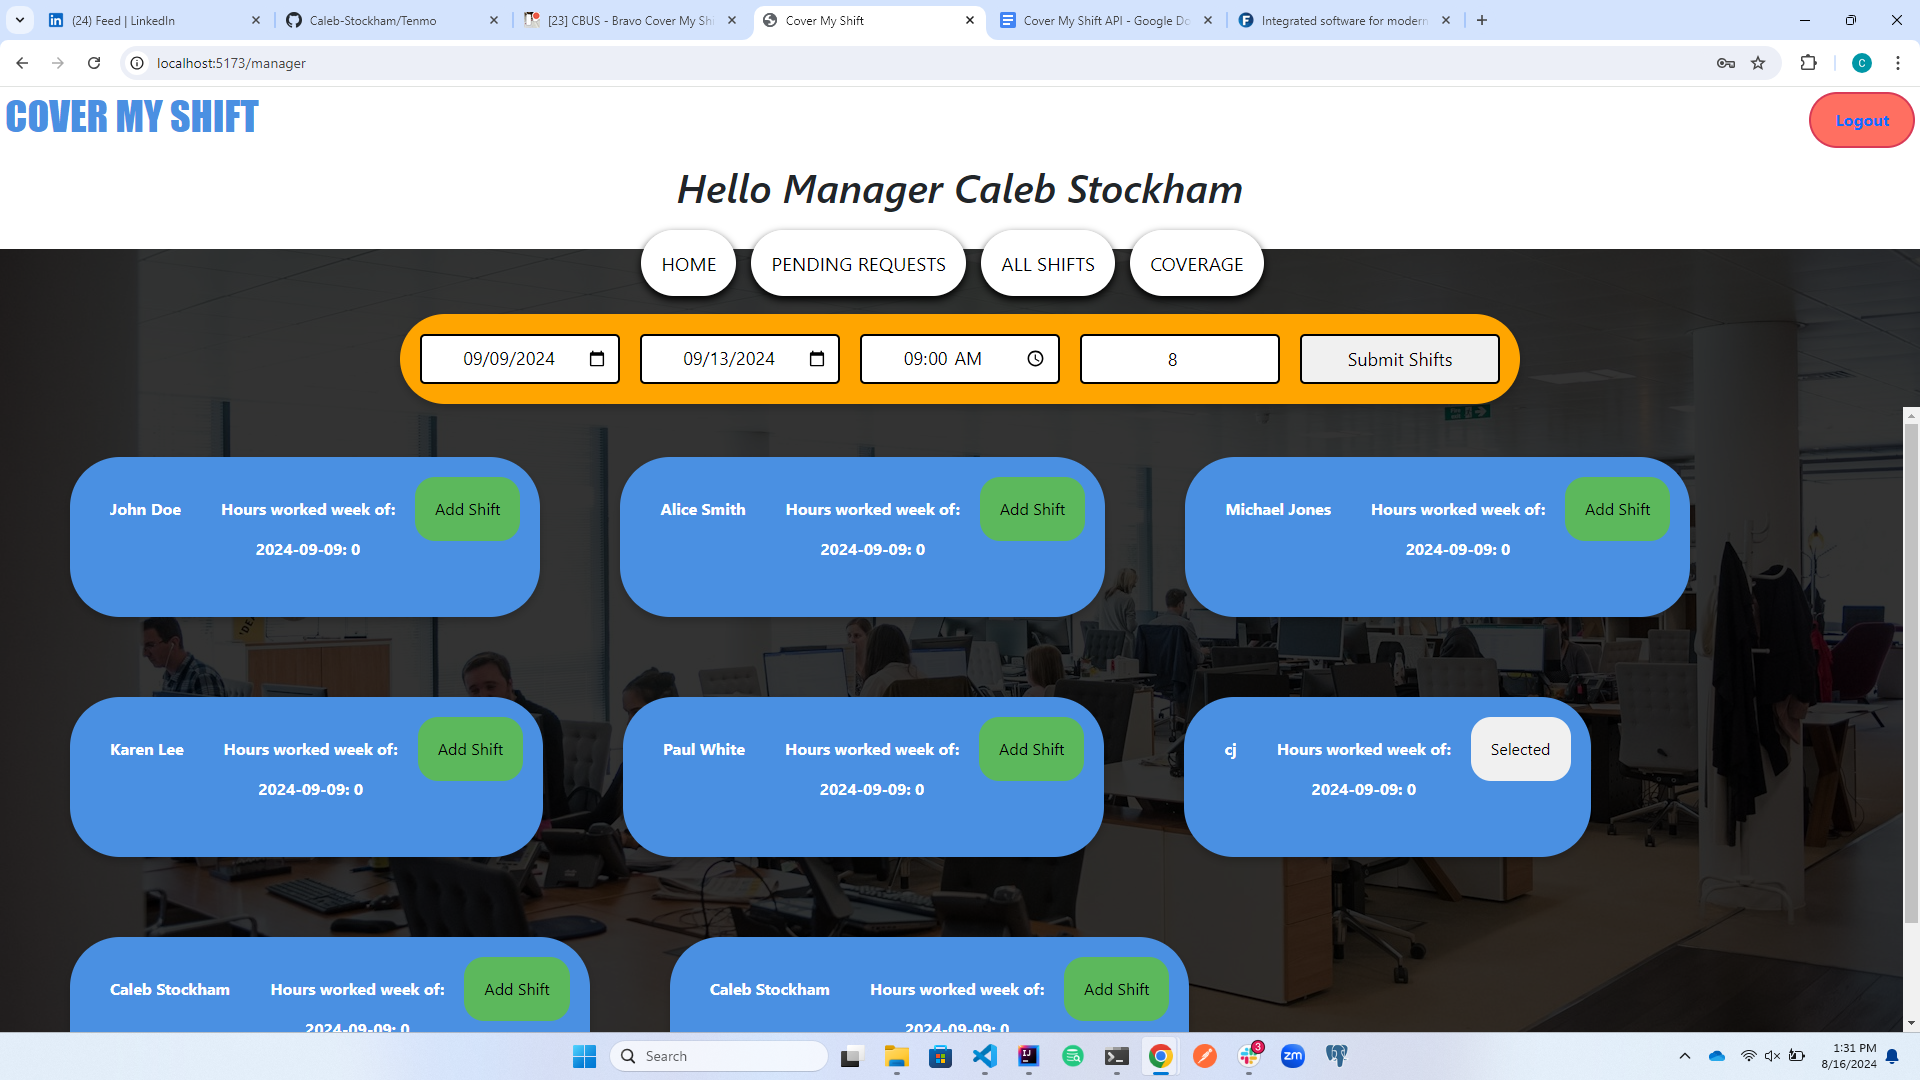 (24) Feed | LinkedIn
Caleb-Stockham/Tenmo
[23] CBUS - Bravo Cover My Shi
Cover My Shift
Cover My Shift API - Google Do
Integrated software for modern
localhost:5173/manager
C
COVER MY SHIFT
Logout
Hello Manager Caleb Stockham
HOME
PENDING REQUESTS
ALL SHIFTS
COVERAGE
09/09/2024
09/13/2024
09:00 AM
8
Submit Shifts
John Doe
Hours worked week of:
2024-09-09: 0
Add Shift
Alice Smith
Hours worked week of:
2024-09-09: 0
Add Shift
Michael Jones
Hours worked week of:
2024-09-09: 0
Add Shift
Karen Lee
Hours worked week of:
2024-09-09: 0
Add Shift
Paul White
Hours worked week of:
2024-09-09: 0
Add Shift
cj
Hours worked week of:
2024-09-09: 0
Selected
Caleb Stockham
Hours worked week of:
2024-09-09: 0
Add Shift
Caleb Stockham
Hours worked week of:
2024-09-09: 0
Add Shift
Search
IJ
3
zm
1:31 PM
8/16/2024